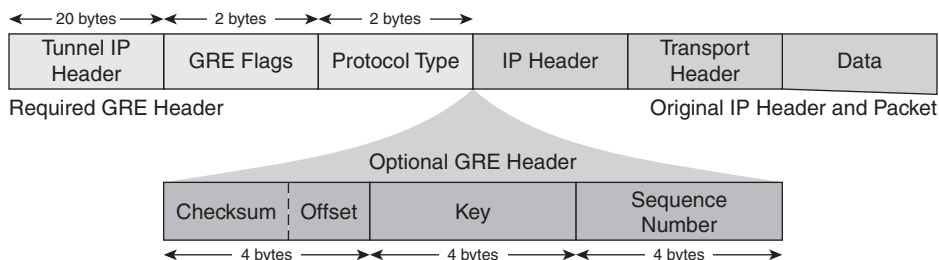 20 bytes 2 bytes 2 bytes
Tunnel IP Header GRE Flags Protocol Type IP Header Transport Header Data
Required GRE Header Original IP Header and Packet
Optional GRE Header
Checksum Offset Key Sequence Number
4 bytes 4 bytes 4 bytes